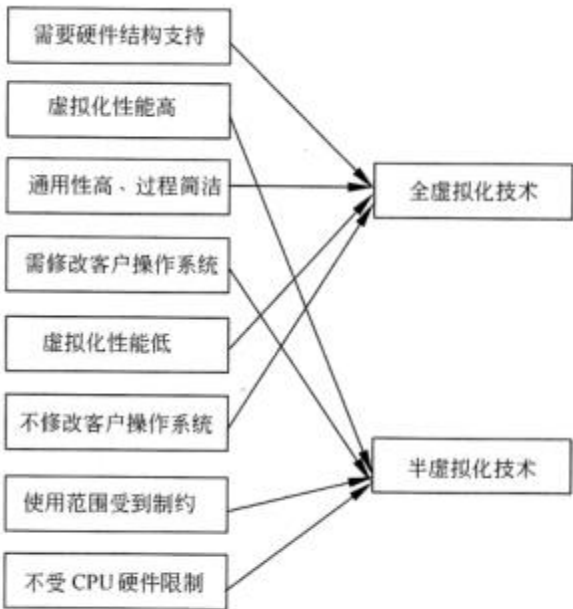 需要硬件结构支持
虚拟化性能高
通用性高、过程简洁
需修改客户操作系统
虚拟化性能低
不修改客户操作系统
使用范围受到制约
不受 CPU 硬件限制
全虚拟化技术
半虚拟化技术